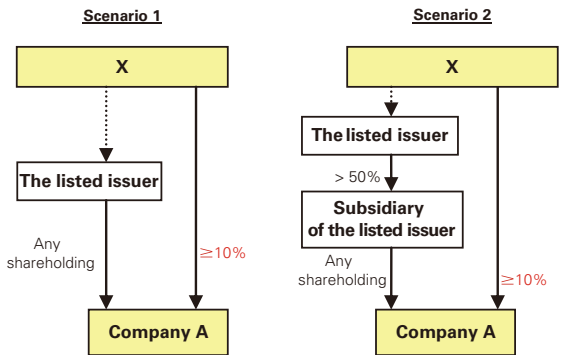 Scenario 1
X
The listed issuer
Any
shareholding
≥10%
Company A
Scenario 2
X
The listed issuer
> 50%
Subsidiary
of the listed issuer
Any
shareholding
≥10%
Company A